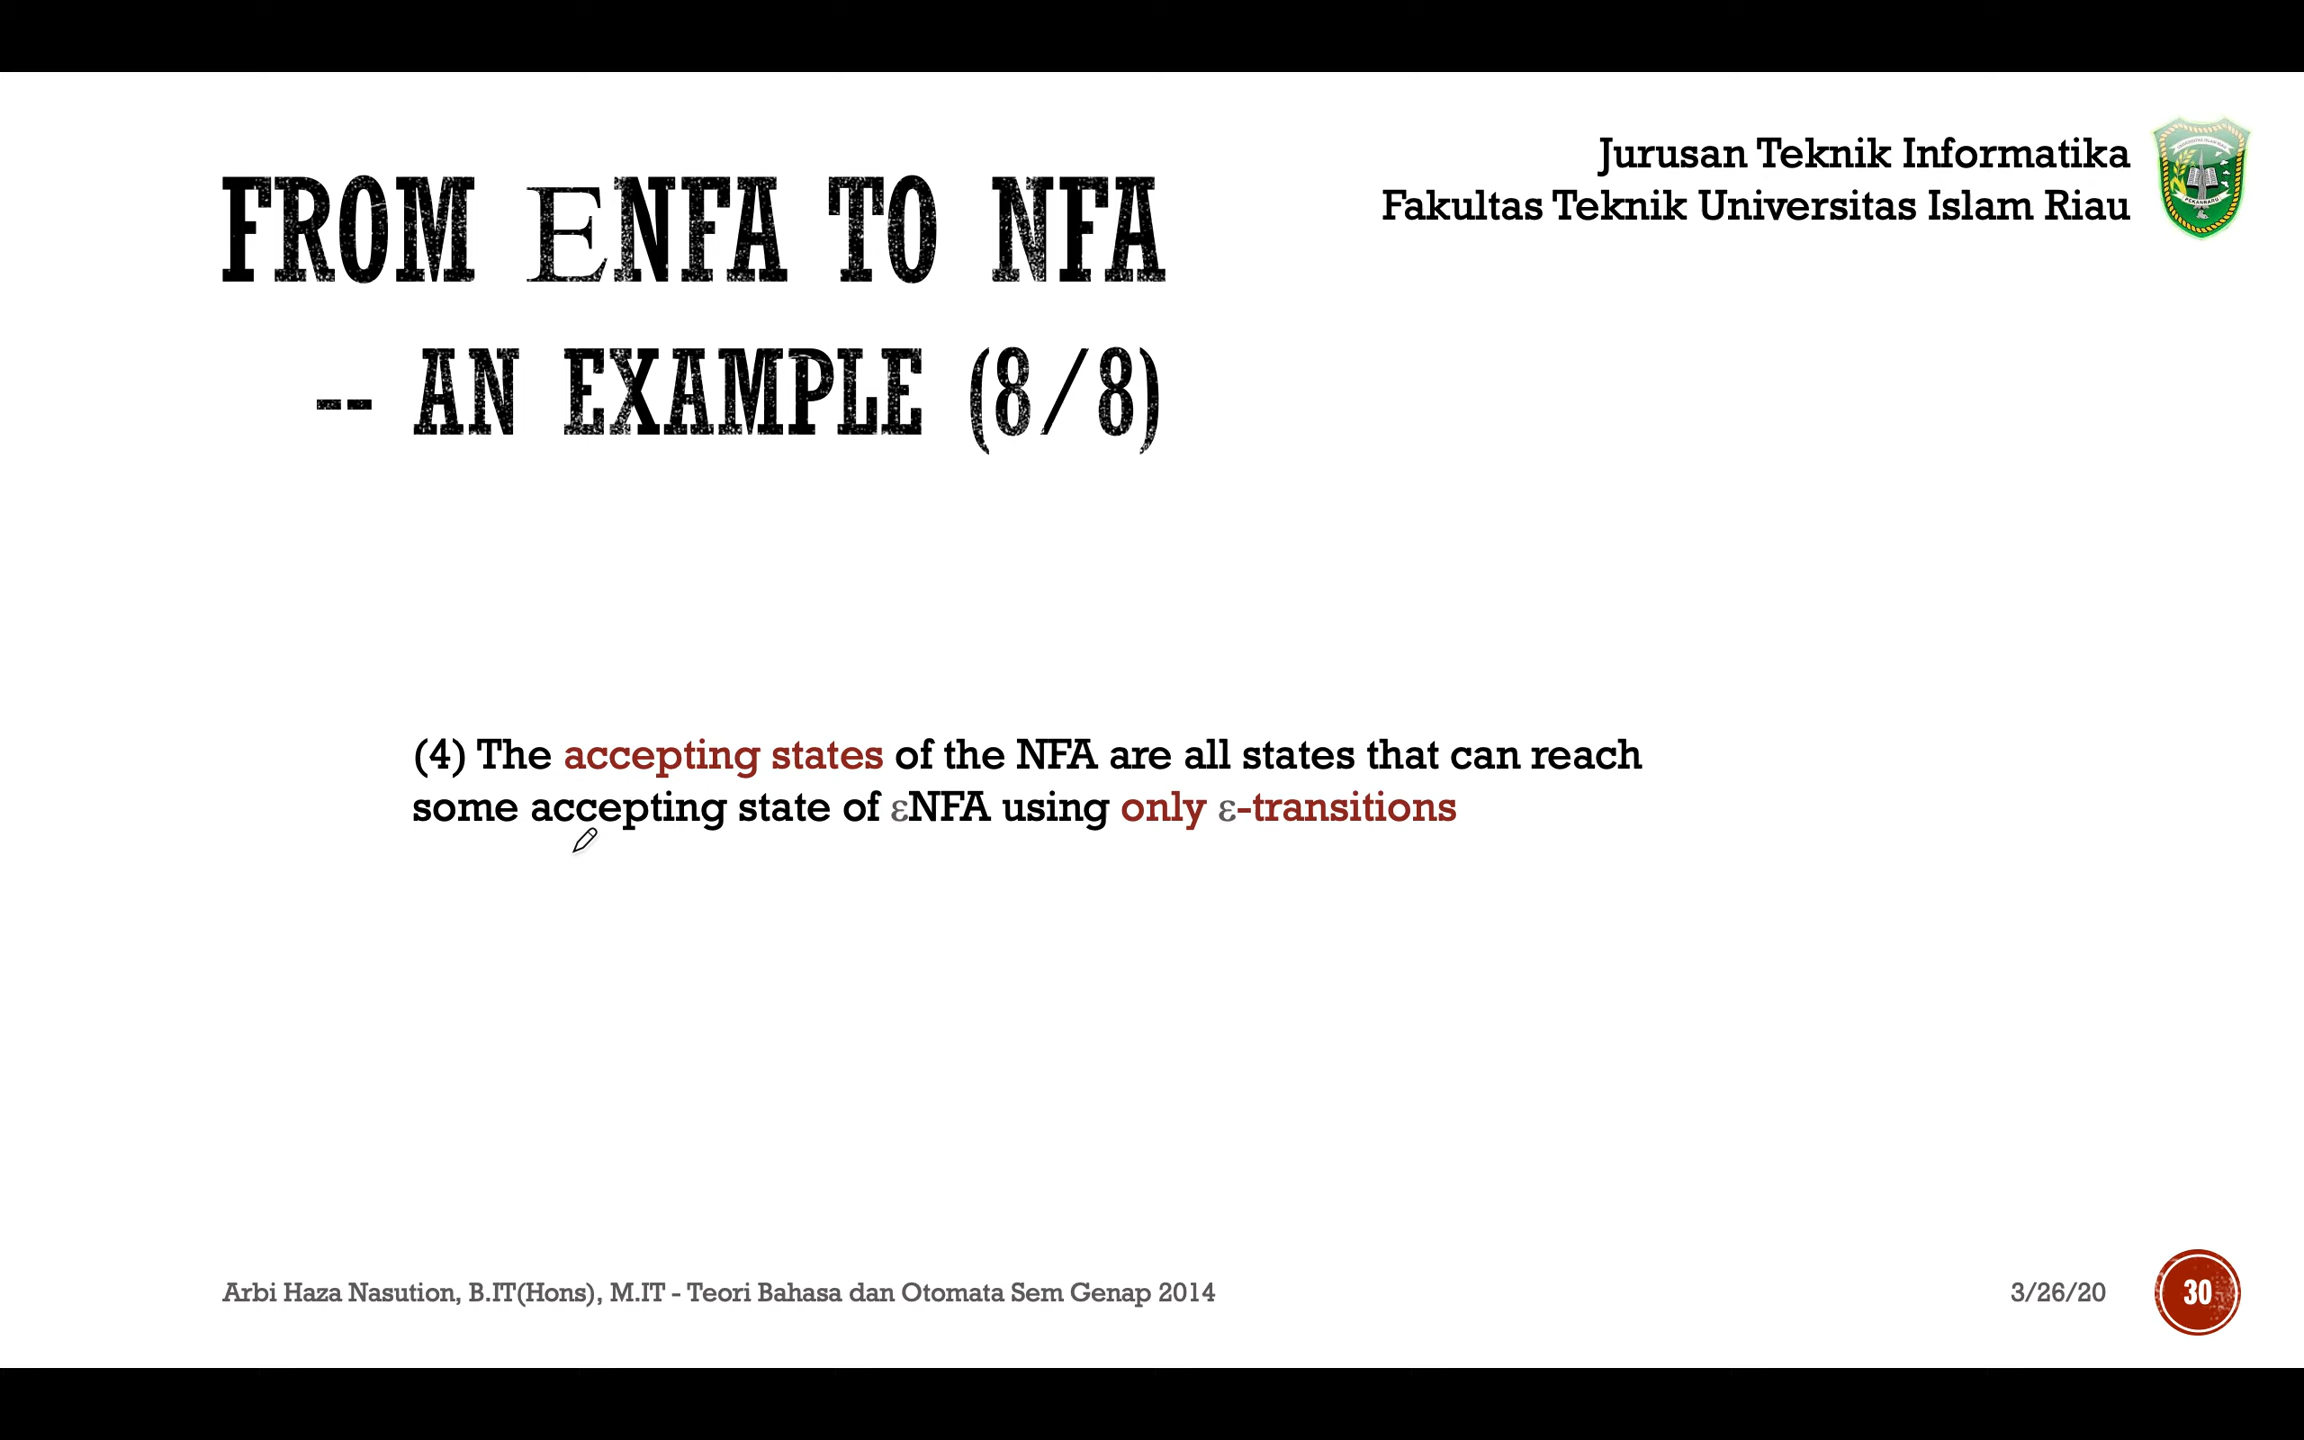 Jurusan Teknik Informatika
Fakultas Teknik Universitas Islam Riau
FROM ENFA TO NFA
-- AN EXAMPLE (8/8)
(4) The accepting states of the NFA are all states that can reach
some accepting state of εNFA using only ε-transitions
Arbi Haza Nasution, B.IT(Hons), M.IT - Teori Bahasa dan Otomata Sem Genap 2014
3/26/20
30